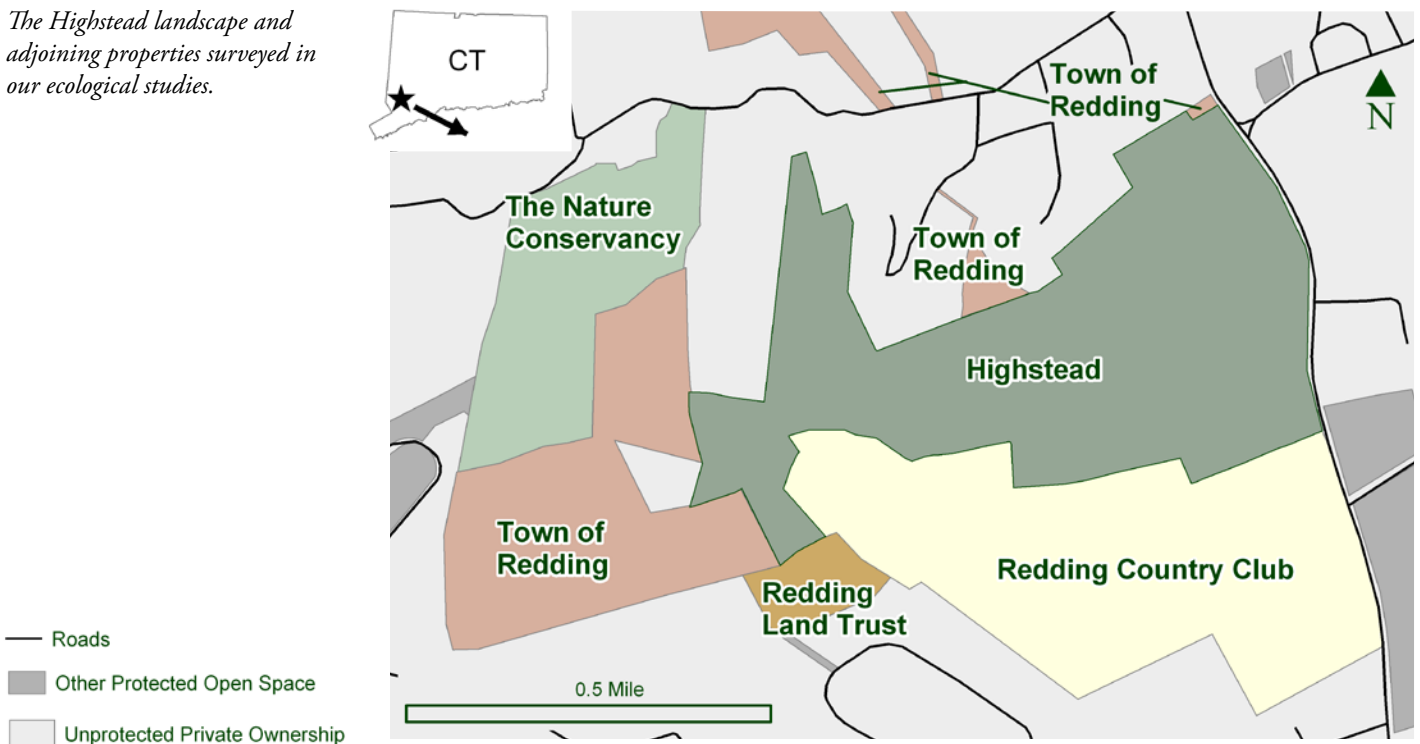 The Highstead landscape and
adjoining properties surveyed in
our ecological studies.
CT
Town of
Redding
N
The Nature
Conservancy
Town of
Redding
Highstead
Town of
Redding
Redding Country Club
Redding
Land Trust
Roads
Other Protected Open Space
Unprotected Private Ownership
0.5 Mile